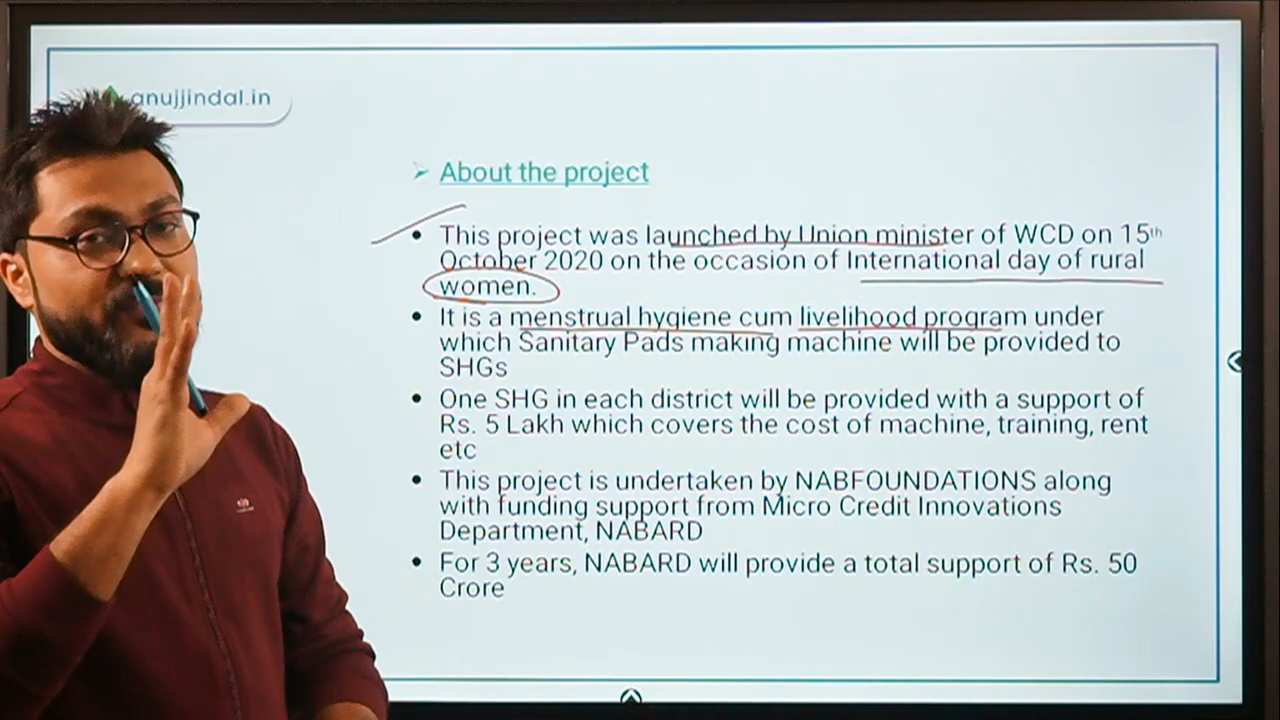 anujjindal.in
About the project
This project was launched by Union minister of WCD on 15th
October 2020 on the occasion of International day of rural
women.
It is a menstrual hygiene cum livelihood program under
which Sanitary Pads making machine will be provided to
SHGs
One SHG in each district will be provided with a support of
Rs. 5 Lakh which covers the cost of machine, training, rent
etc
This project is undertaken by NABFOUNDATIONS along
with funding support from Micro Credit Innovations
Department, NABARD
For 3 years, NABARD will provide a total support of Rs. 50
Crore